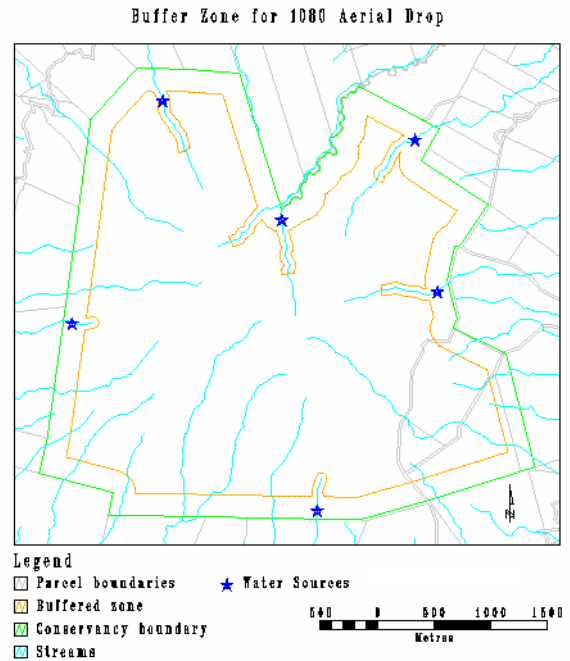 Buffer Zone for 1080 Aerial Drop
N
Legend
Parcel boundaries
Water Sources
Buffered zone
Conservancy boundary
Streams
500 0 500 1000 1500
Metres